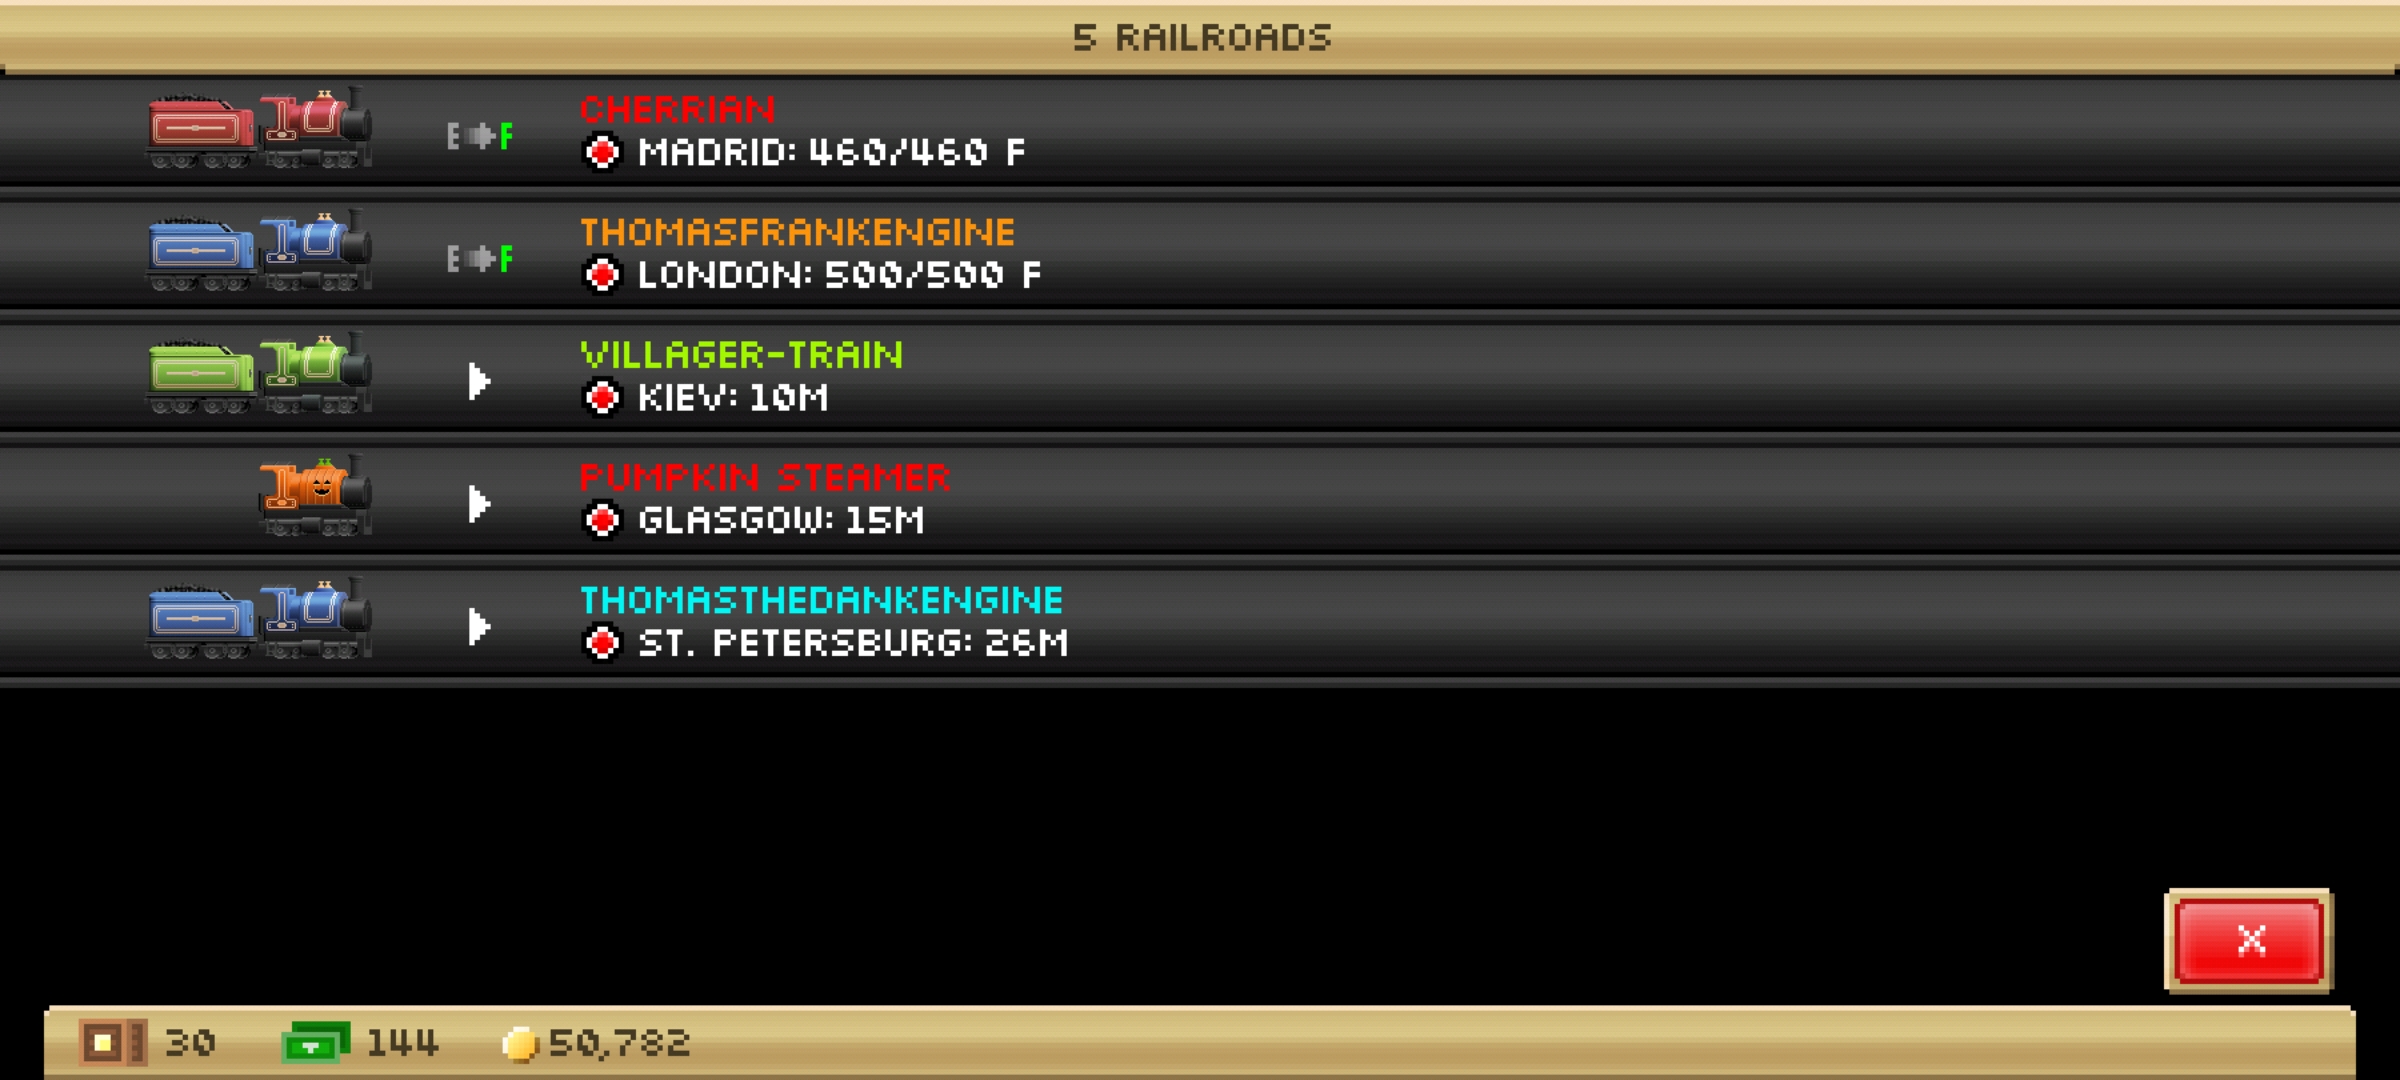 5 RAILROADS
CHERRIAN
E F MADRID: 460/460 F
THOMASFRANKENGINE
E F LONDON: 500/500 F
VILLAGER-TRAIN
KIEV: 10M
PUMPKIN STEAMER
GLASGOW: 15M
THOMASTHEDANKENGINE
ST. PETERSBURG: 26M
X
30 144 50,782